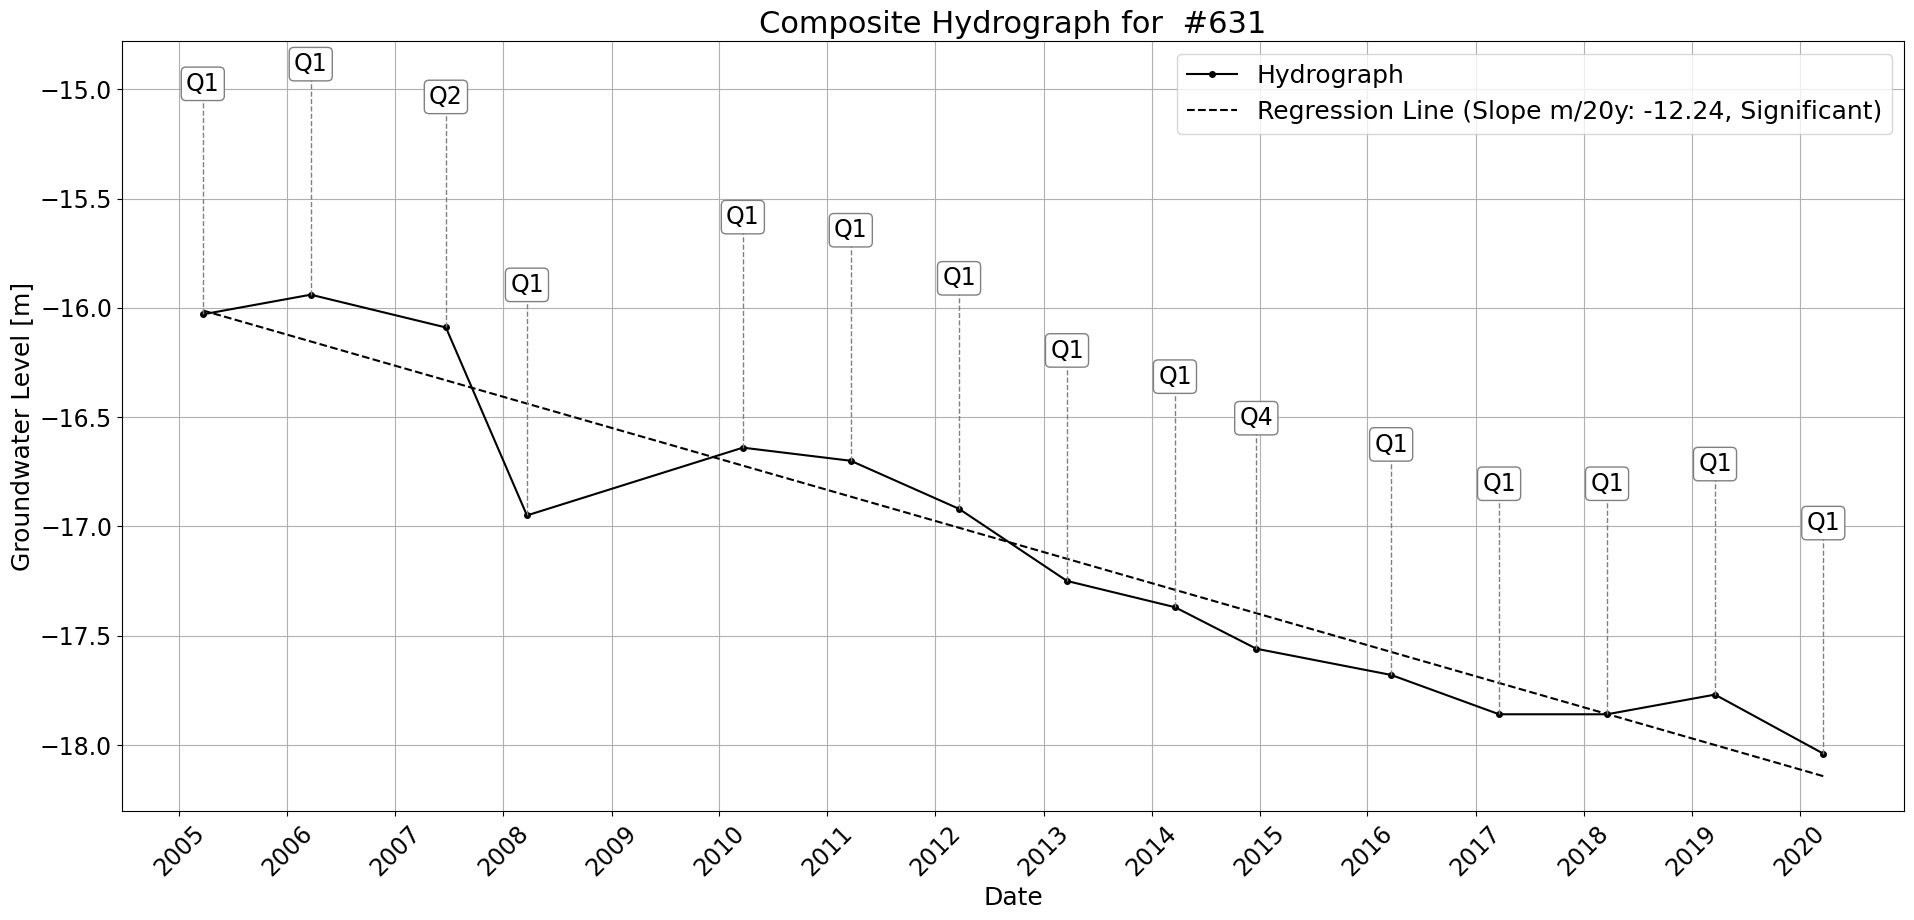 Composite Hydrograph for #631
Hydrograph
Regression Line (Slope m/20y: -12.24, Significant)
Groundwater Level [m]
−15.0
−15.5
−16.0
−16.5
−17.0
−17.5
−18.0
Q1
Q1
Q2
Q1
Q1
Q1
Q1
Q1
Q1
Q4
Q1
Q1
Q1
Q1
Q1
2005
2006
2007
2008
2009
2010
2011
2012
2013
2014
2015
2016
2017
2018
2019
2020
Date